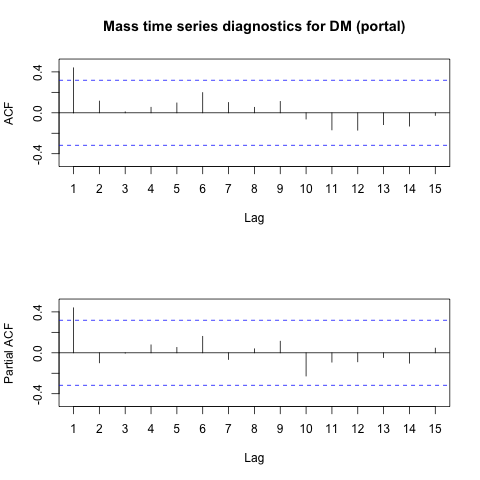 Mass time series diagnostics for DM (portal)
ACF
0.4
0.0
-0.4
1 2 3 4 5 6 7 8 9 10 11 12 13 14 15
Lag
Partial ACF
0.4
0.0
-0.4
1 2 3 4 5 6 7 8 9 10 11 12 13 14 15
Lag